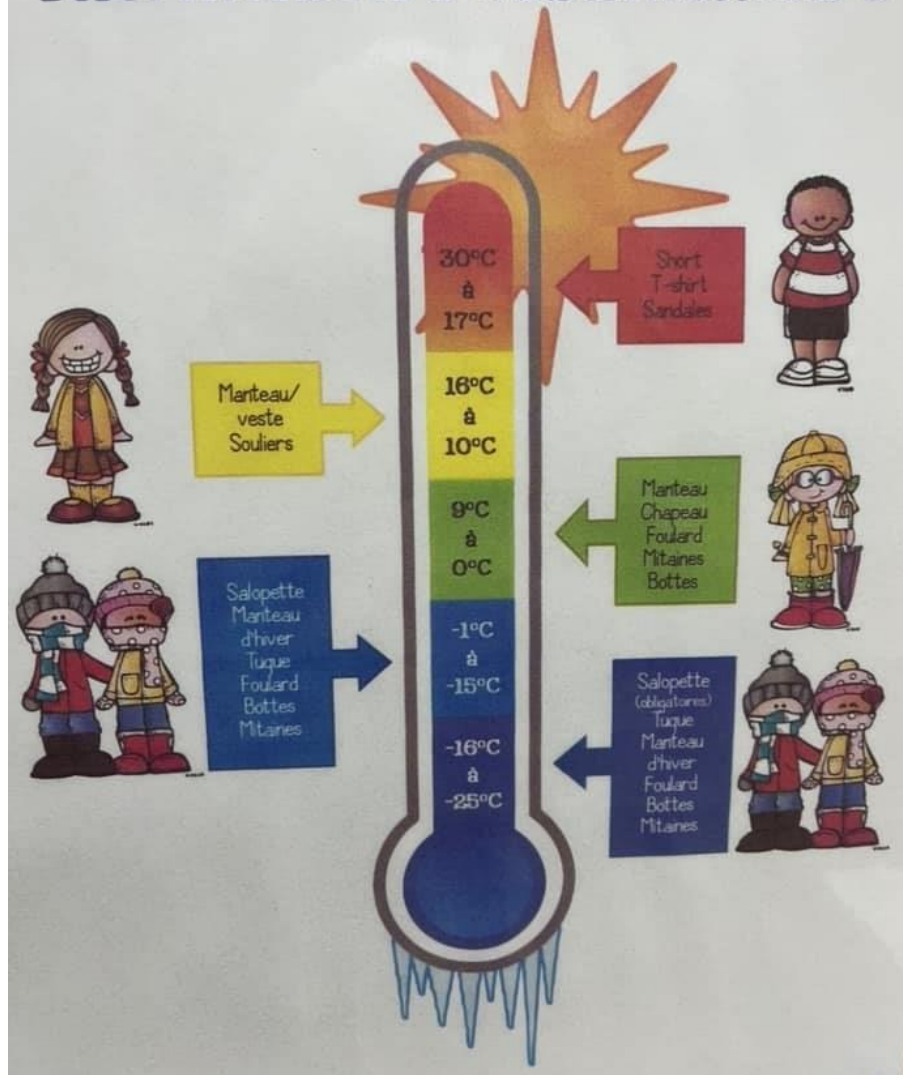 30°C
à
17°C
Short
T-shirt
Sandales
Manteau/
veste
Souliers
16°C
à
10°C
9°C
à
0°C
Manteau
Chapeau
Foulard
Mitaines
Bottes
Salopette
Manteau
d'hiver
Tuque
Foulard
Bottes
Mitaines
-1°C
à
-15°C
-16°C
à
-25°C
Salopette
(obligatoires)
Tuque
Manteau
d'hiver
Foulard
Bottes
Mitaines